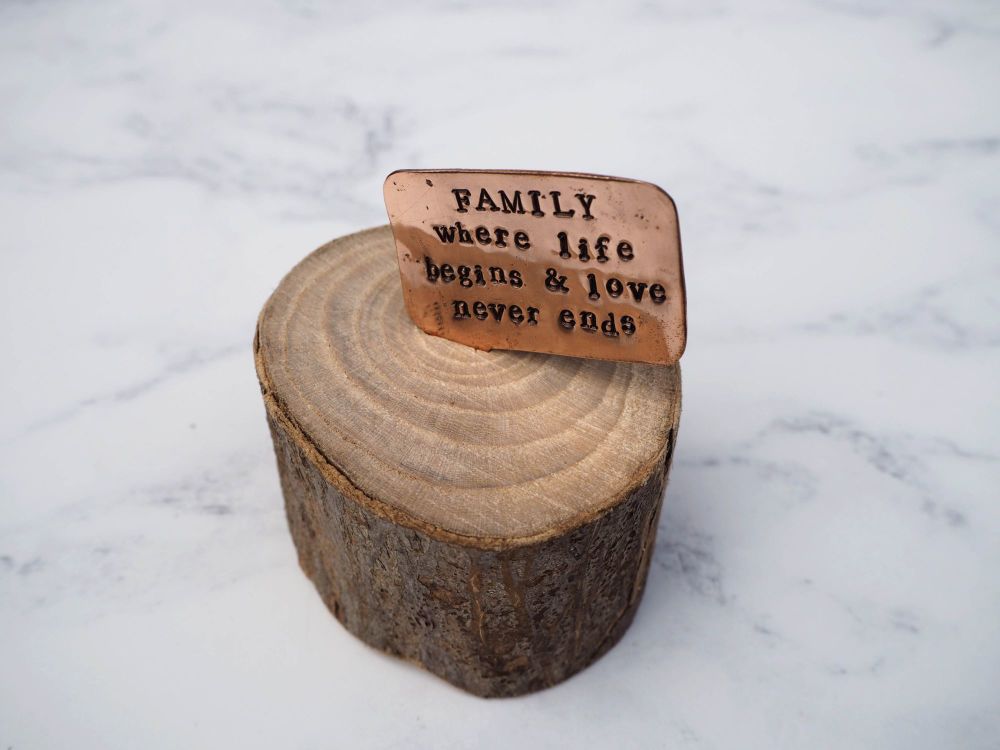 FAMILY
where life
begins & love
never ends